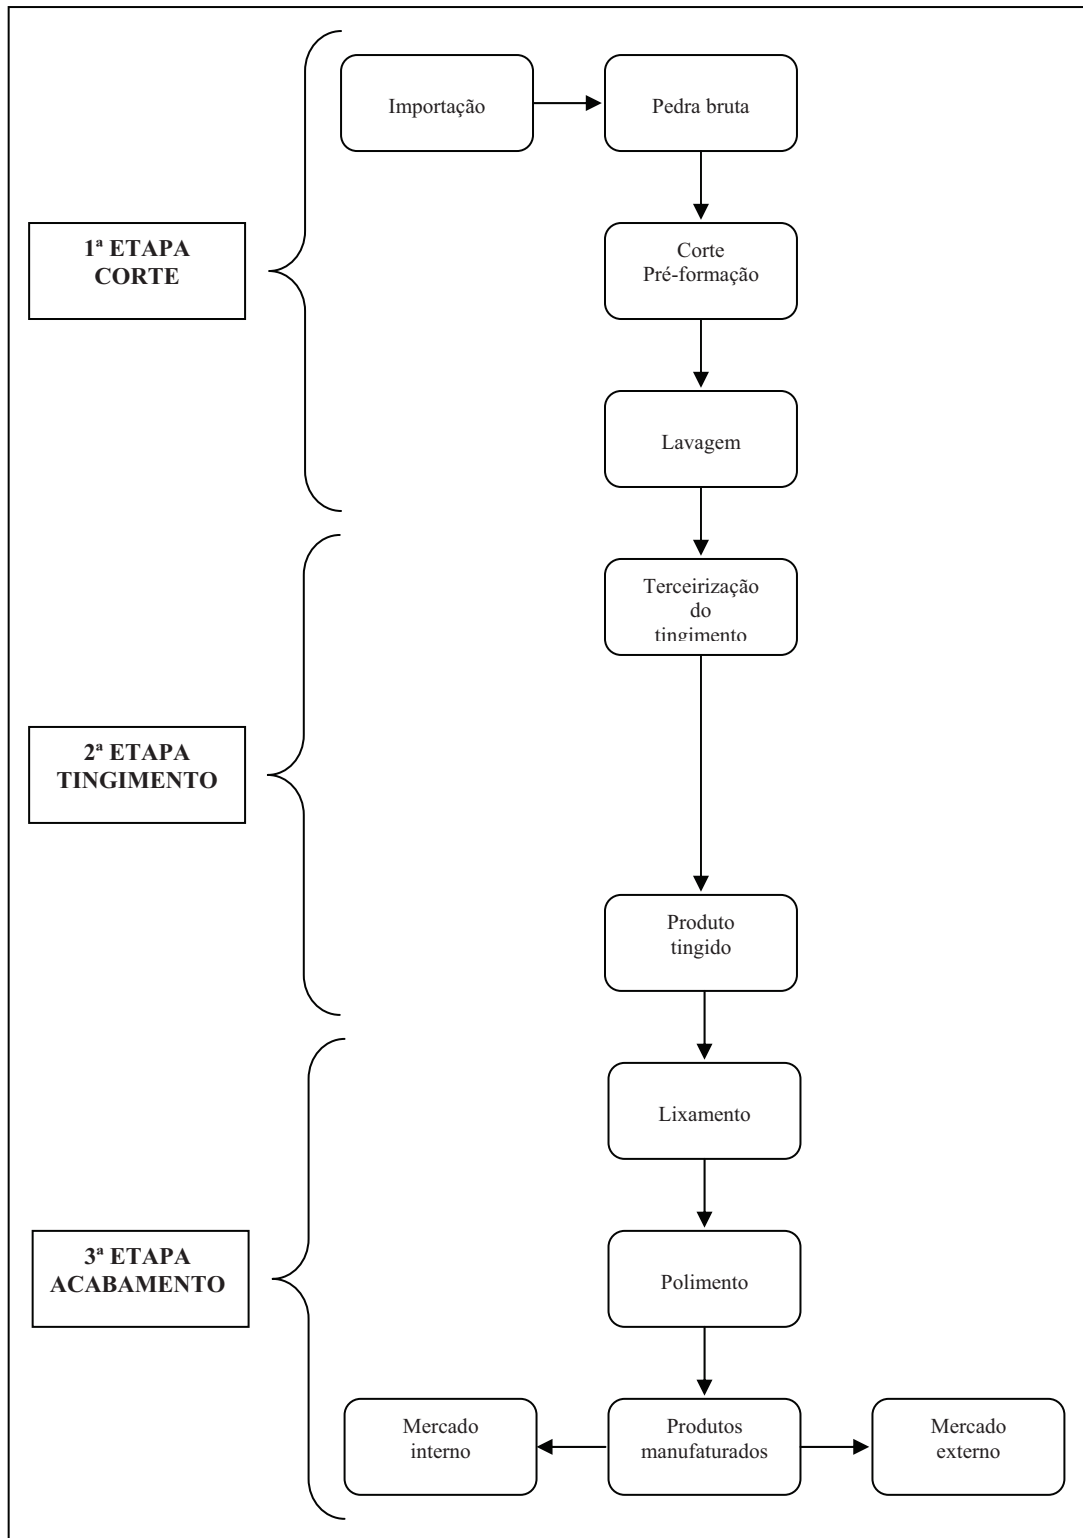 Importação
Pedra bruta
1ª ETAPA
CORTE
Corte
Pré-formação
Lavagem
Terceirização
do
tingimento
2ª ETAPA
TINGIMENTO
Produto
tingido
Lixamento
3ª ETAPA
ACABAMENTO
Polimento
Mercado
interno
Produtos
manufaturados
Mercado
externo